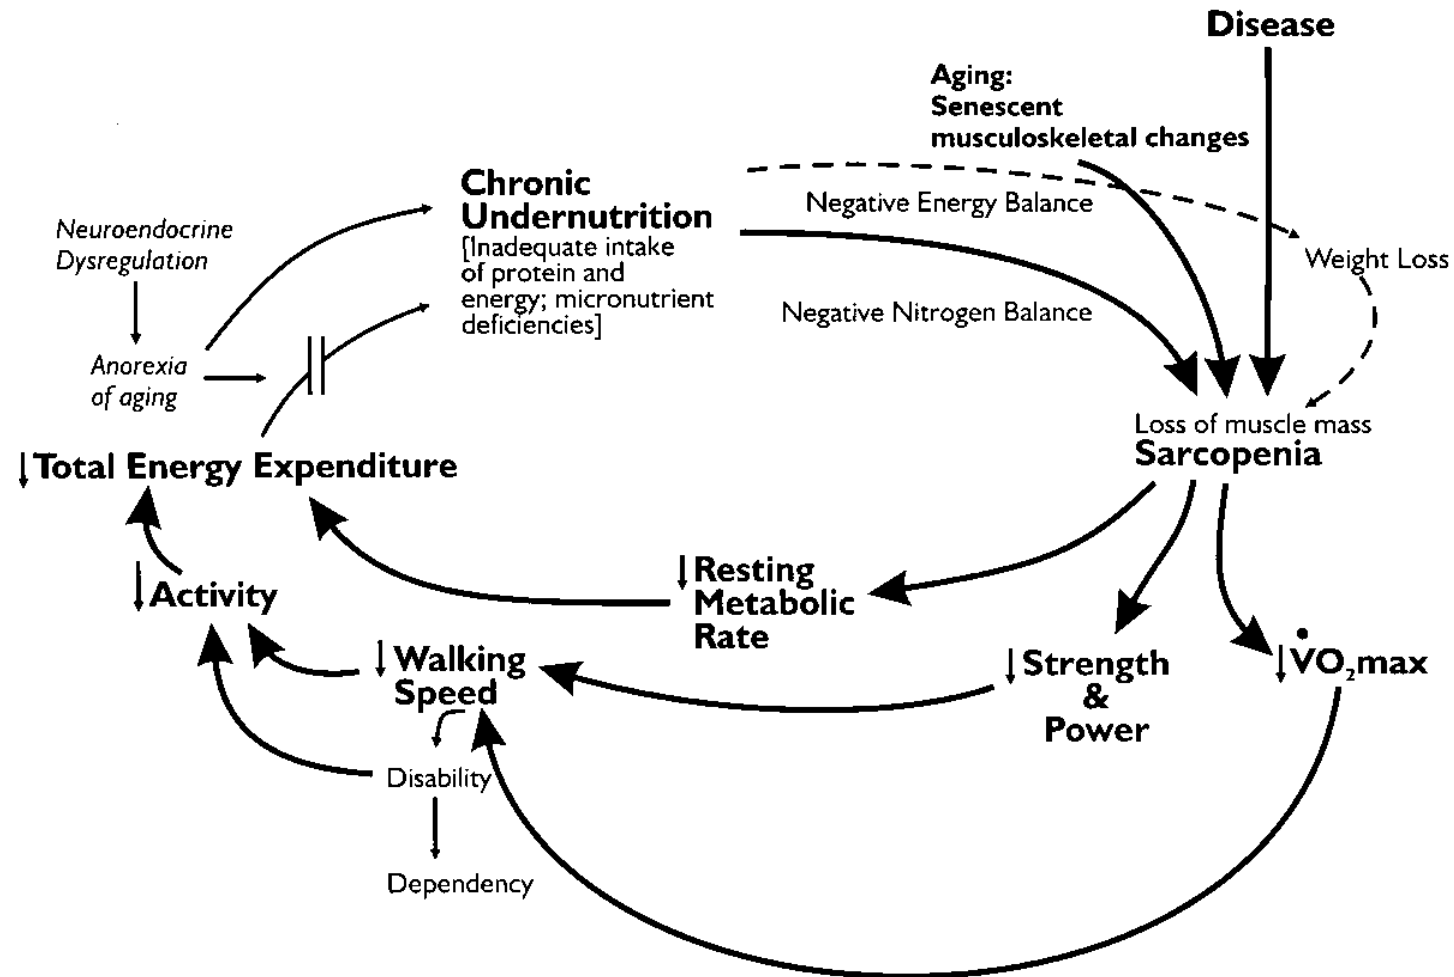 Disease
Aging:
Senescent
musculoskeletal changes
Chronic
Undernutrition
[Inadequate intake
of protein and
energy; micronutrient
deficiencies]
Negative Energy Balance
Neuroendocrine
Dysregulation
Weight Loss
Negative Nitrogen Balance
Anorexia
of aging
Loss of muscle mass
Sarcopenia
↓Total Energy Expenditure
↓Resting
Metabolic
Rate
↓Activity
↓Walking
Speed
↓Strength
&
Power
↓V̇O₂max
Disability
Dependency